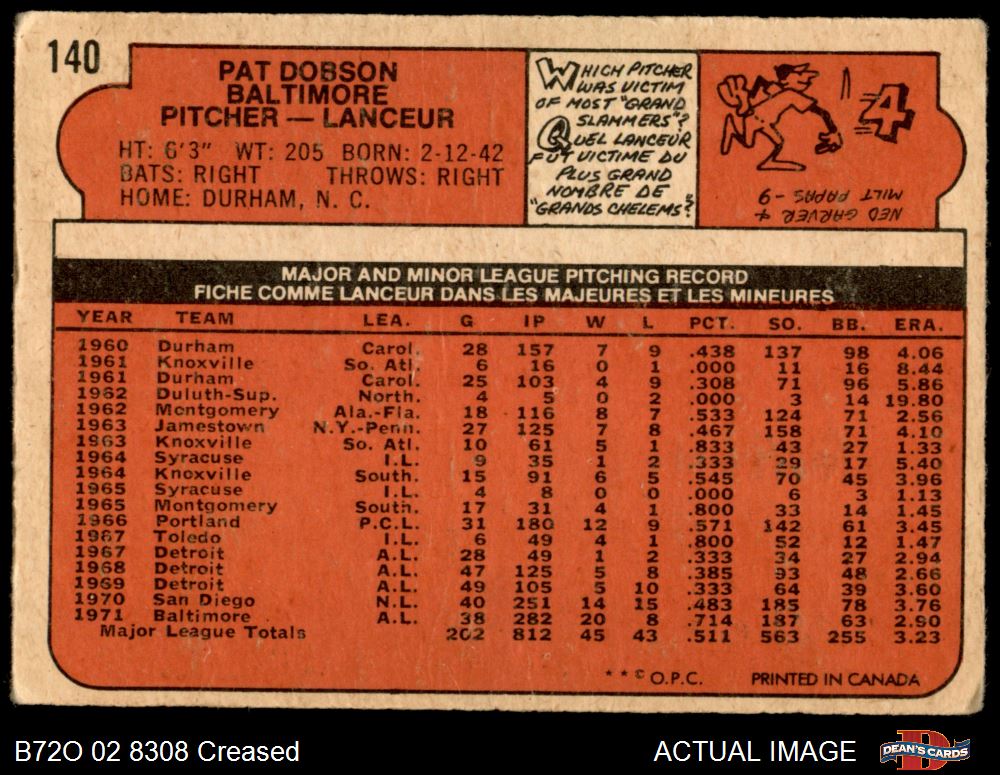 140
PAT DOBSON
BALTIMORE
PITCHER — LANCEUR
HT: 6'3" WT: 205 BORN: 2-12-42
BATS: RIGHT THROWS: RIGHT
HOME: DURHAM, N. C.
WHICH PITCHER
WAS VICTIM
OF MOST "GRAND
SLAMMERS"?
QUEL LANCEUR
FUT VICTIME DU
PLUS GRAND
NOMBRE DE
"GRANDS CHELEMS?"
4
NED GARVER &
MILT PAPPAS - 9
MAJOR AND MINOR LEAGUE PITCHING RECORD
FICHE COMME LANCEUR DANS LES MAJEURES ET LES MINEURES
YEAR TEAM LEA. G IP W L PCT. SO. BB. ERA.
1960 Durham Carol. 28 157 7 9 .438 137 98 4.06
1961 Knoxville So. Atl. 6 16 0 1 .000 11 16 8.44
1961 Durham Carol. 25 103 4 9 .308 71 96 5.86
1962 Duluth-Sup. North. 4 5 0 2 .000 3 14 19.80
1962 Montgomery Ala.-Fla. 18 116 8 7 .533 124 71 2.56
1963 Jamestown N.Y.-Penn. 27 125 7 8 .467 158 71 4.10
1963 Knoxville So. Atl. 10 61 5 1 .833 43 27 1.33
1964 Syracuse I.L. 9 35 1 2 .333 29 17 5.40
1964 Knoxville South. 15 91 6 5 .545 70 45 3.96
1965 Syracuse I.L. 4 8 0 0 .000 6 3 1.13
1965 Montgomery South. 17 31 4 1 .800 33 14 1.45
1966 Portland P.C.L. 31 180 12 9 .571 142 61 3.45
1967 Toledo I.L. 6 49 4 1 .800 52 12 1.47
1967 Detroit A.L. 28 49 1 2 .333 34 27 2.94
1968 Detroit A.L. 47 125 5 8 .385 93 48 2.66
1969 Detroit A.L. 49 105 5 10 .333 64 39 3.60
1970 San Diego N.L. 40 251 14 15 .483 185 78 3.76
1971 Baltimore A.L. 38 282 20 8 .714 187 63 2.90
Major League Totals 202 812 45 43 .511 563 255 3.23
* * © O.P.C. PRINTED IN CANADA
B72O 02 8308 Creased ACTUAL IMAGE DEAN'S CARDS